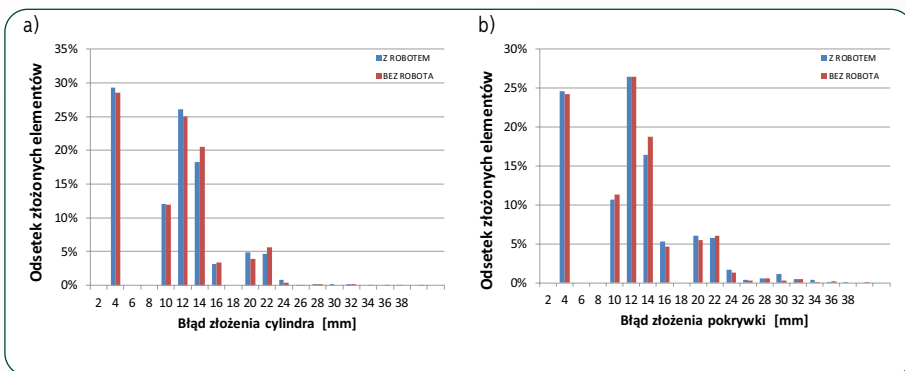 a)
35%
30%
25%
20%
15%
10%
5%
0%
Odsetek złożonych elementów
Z ROBOTEM
BEZ ROBOTA
2 4 6 8 10 12 14 16 18 20 22 24 26 28 30 32 34 36 38
Błąd złożenia cylindra [mm]
b)
30%
25%
20%
15%
10%
5%
0%
Odsetek złożonych elementów
Z ROBOTEM
BEZ ROBOTA
2 4 6 8 10 12 14 16 18 20 22 24 26 28 30 32 34 36 38
Błąd złożenia pokrywki [mm]